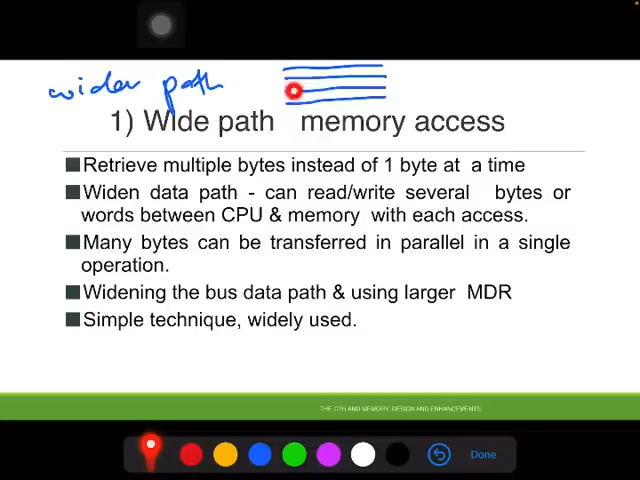 wider path
1) Wide path memory access
Retrieve multiple bytes instead of 1 byte at a time
Widen data path - can read/write several bytes or
words between CPU & memory with each access.
Many bytes can be transferred in parallel in a single
operation.
Widening the bus data path & using larger MDR
Simple technique, widely used.
THE CPU AND MEMORY: DESIGN AND ENHANCEMENTS
Done